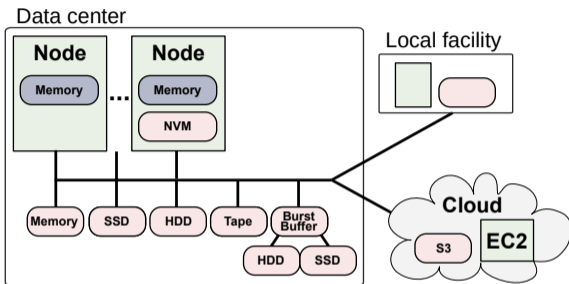 Data center
Node
Memory
...
Node
Memory
NVM
Local facility
Memory
SSD
HDD
Tape
Burst
Buffer
HDD
SSD
Cloud
S3
EC2